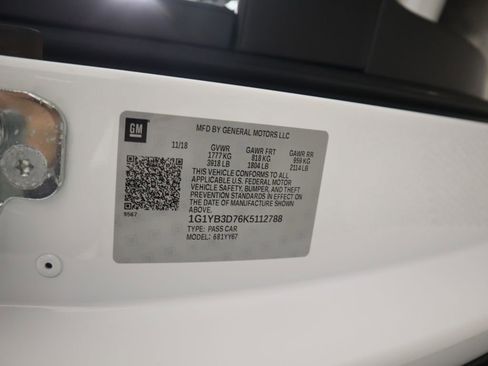 GM
MFD BY GENERAL MOTORS LLC
11/18 GVWR GAWR FRT GAWR RR
1777 KG 818 KG 959 KG
3918 LB 1804 LB 2114 LB
THIS VEHICLE CONFORMS TO ALL
APPLICABLE U.S. FEDERAL MOTOR
VEHICLE SAFETY, BUMPER, AND THEFT
PREVENTION STANDARDS IN EFFECT ON
THE DATE OF MANUFACTURE SHOWN
ABOVE.
9567
1G1YB3D76K5112788
TYPE: PASS CAR
MODEL: 681YY67